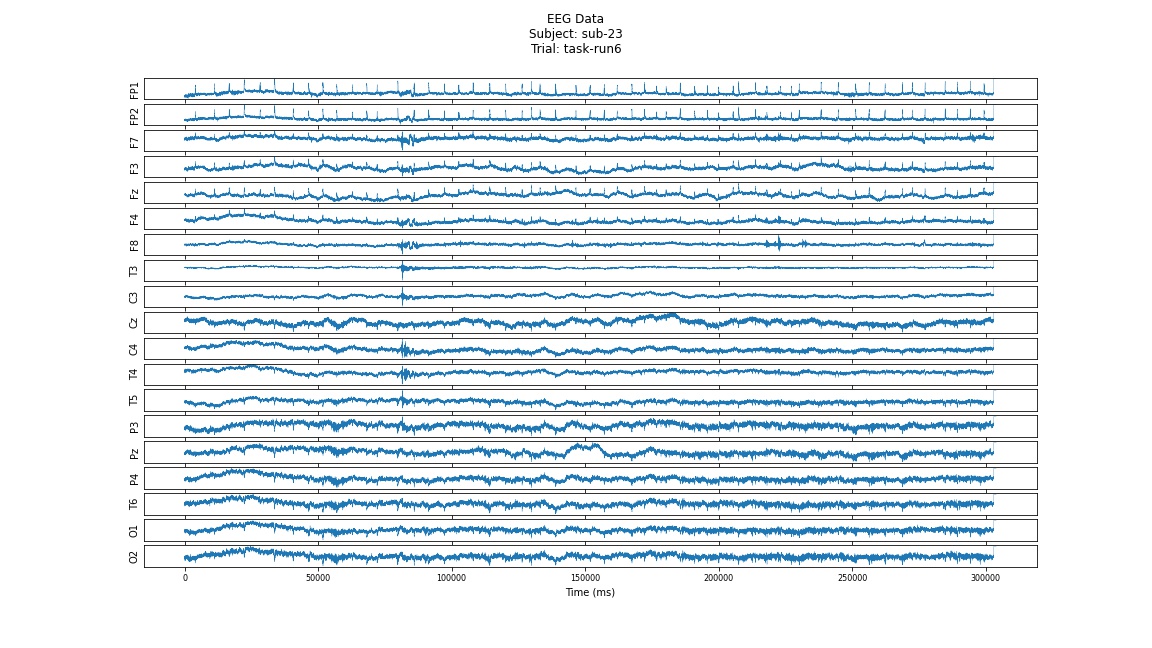 EEG Data
Subject: sub-23
Trial: task-run6
FP1
FP2
F7
F3
Fz
F4
F8
T3
C3
Cz
C4
T4
T5
P3
Pz
P4
T6
O1
O2
0 50000 100000 150000 200000 250000 300000
Time (ms)